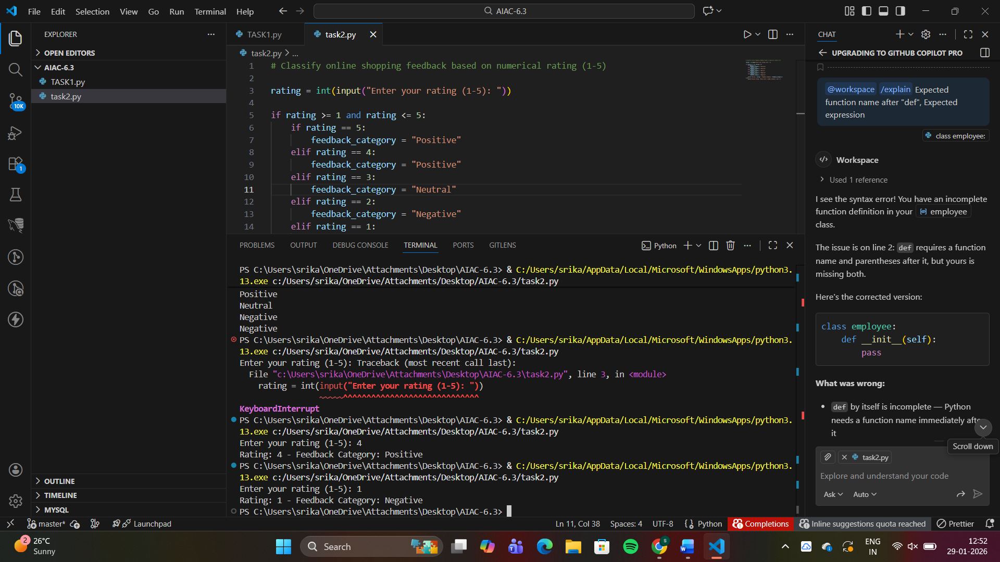 File Edit Selection View Go Run Terminal Help
AIAC-6.3
EXPLORER
OPEN EDITORS
AIAC-6.3
TASK1.py
task2.py
10K
1
OUTLINE
TIMELINE
MYSQL
TASK1.py
task2.py
task2.py > ...
1 # Classify online shopping feedback based on numerical rating (1-5)
2
3 rating = int(input("Enter your rating (1-5): "))
4
5 if rating >= 1 and rating <= 5:
6 if rating == 5:
7 feedback_category = "Positive"
8 elif rating == 4:
9 feedback_category = "Positive"
10 elif rating == 3:
11 feedback_category = "Neutral"
12 elif rating == 2:
13 feedback_category = "Negative"
14 elif rating == 1:
PROBLEMS OUTPUT DEBUG CONSOLE TERMINAL PORTS GITLENS
Python
PS C:\Users\srika\OneDrive\Attachments\Desktop\AIAC-6.3> & C:/Users/srika/AppData/Local/Microsoft/WindowsApps/python3.
13.exe c:/Users/srika/OneDrive/Attachments/Desktop/AIAC-6.3/task2.py
Positive
Neutral
Negative
Negative
PS C:\Users\srika\OneDrive\Attachments\Desktop\AIAC-6.3> & C:/Users/srika/AppData/Local/Microsoft/WindowsApps/python3.
13.exe c:/Users/srika/OneDrive/Attachments/Desktop/AIAC-6.3/task2.py
Enter your rating (1-5): Traceback (most recent call last):
File "c:\Users\srika\OneDrive\Attachments\Desktop\AIAC-6.3\task2.py", line 3, in <module>
rating = int(input("Enter your rating (1-5): "))
~~~~~^^^^^^^^^^^^^^^^^^^^^^^^^^^
KeyboardInterrupt
PS C:\Users\srika\OneDrive\Attachments\Desktop\AIAC-6.3> & C:/Users/srika/AppData/Local/Microsoft/WindowsApps/python3.
13.exe c:/Users/srika/OneDrive/Attachments/Desktop/AIAC-6.3/task2.py
Enter your rating (1-5): 4
Rating: 4 - Feedback Category: Positive
PS C:\Users\srika\OneDrive\Attachments\Desktop\AIAC-6.3> & C:/Users/srika/AppData/Local/Microsoft/WindowsApps/python3.
13.exe c:/Users/srika/OneDrive/Attachments/Desktop/AIAC-6.3/task2.py
Enter your rating (1-5): 1
Rating: 1 - Feedback Category: Negative
PS C:\Users\srika\OneDrive\Attachments\Desktop\AIAC-6.3>
CHAT
UPGRADING TO GITHUB COPILOT PRO
@workspace /explain Expected
function name after "def", Expected
expression
class employee:
Workspace
Used 1 reference
I see the syntax error! You have an incomplete
function definition in your employee
class.
The issue is on line 2: def requires a function
name and parentheses after it, but yours is
missing both.
Here's the corrected version:
class employee:
def __init__(self):
pass
What was wrong:
• def by itself is incomplete — Python
needs a function name immediately afte
it
Scroll down
task2.py
Explore and understand your code
Ask Auto
master* Launchpad
Ln 11, Col 38 Spaces: 4 UTF-8 {} Python Completions Inline suggestions quota reached Prettier
2
26°C
Sunny
Search
ENG
IN
12:52
29-01-2026